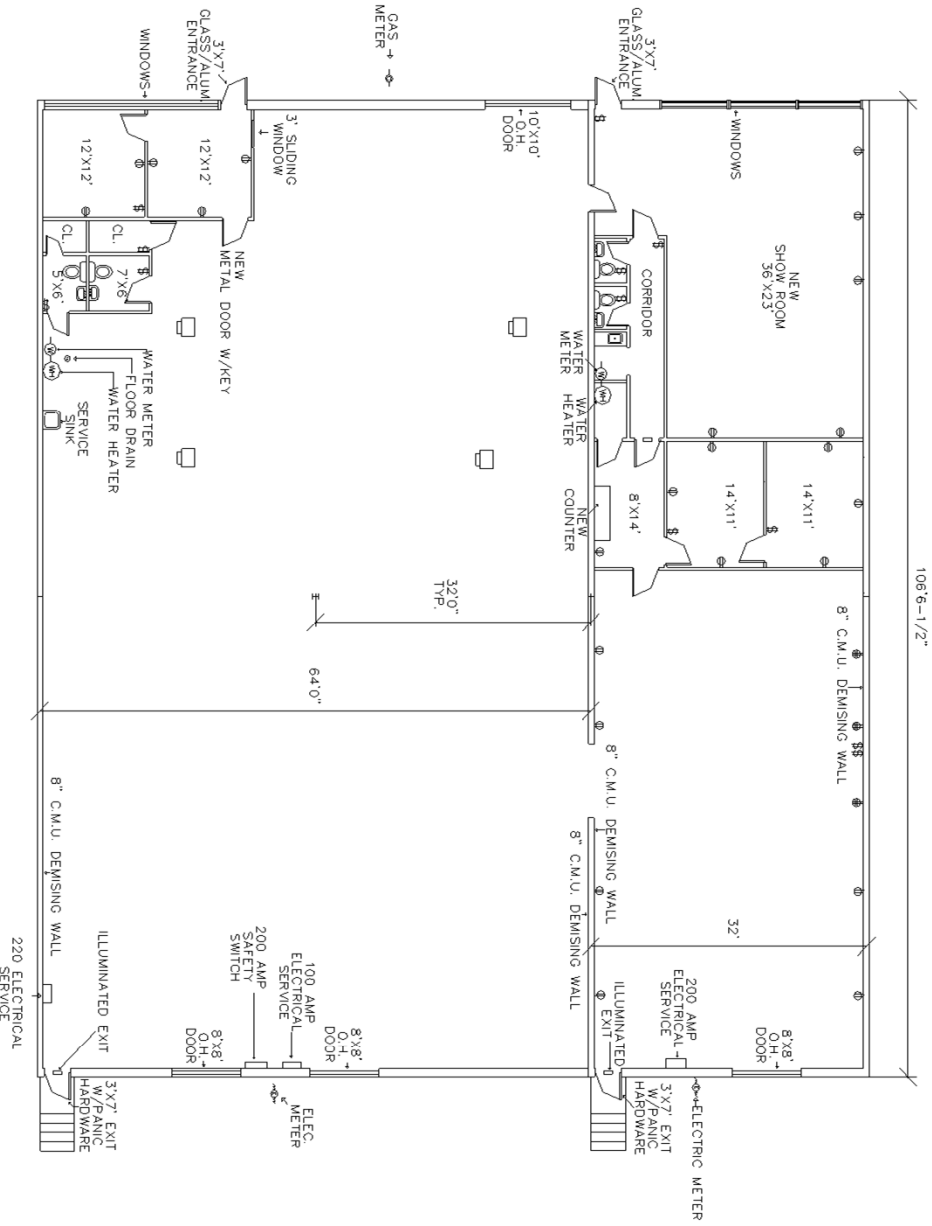 106'6-1/2"
GAS
METER
3'X7'
GLASS/ALUM.
ENTRANCE
WINDOWS
3'X7'
GLASS/ALUM.
ENTRANCE
WINDOWS
10'X10'
O.H.
DOOR
3' SLIDING
WINDOW
12'X12'
12'X12'
CL.
CL.
7'X6'
5'X6'
NEW
METAL DOOR W/KEY
WATER METER
FLOOR DRAIN
WATER HEATER
W
WH
SERVICE
SINK
NEW
SHOW ROOM
36'X23'
CORRIDOR
WATER
METER
WATER
HEATER
W
WH
NEW
COUNTER
8'X14'
14'X11'
14'X11'
32'0"
TYP.
64'0"
8" C.M.U. DEMISING WALL
8" C.M.U. DEMISING WALL
8" C.M.U. DEMISING WALL
8" C.M.U. DEMISING WALL
32'
200 AMP
ELECTRICAL
SERVICE
ILLUMINATED
EXIT
8'X8'
O.H.
DOOR
3'X7' EXIT
W/PANIC
HARDWARE
ELECTRIC METER
200 AMP
SAFETY
SWITCH
100 AMP
ELECTRICAL
SERVICE
8'X8'
O.H.
DOOR
8'X8'
O.H.
DOOR
ELEC.
METER
ILLUMINATED EXIT
3'X7' EXIT
W/PANIC
HARDWARE
220 ELECTRICAL
SERVICE